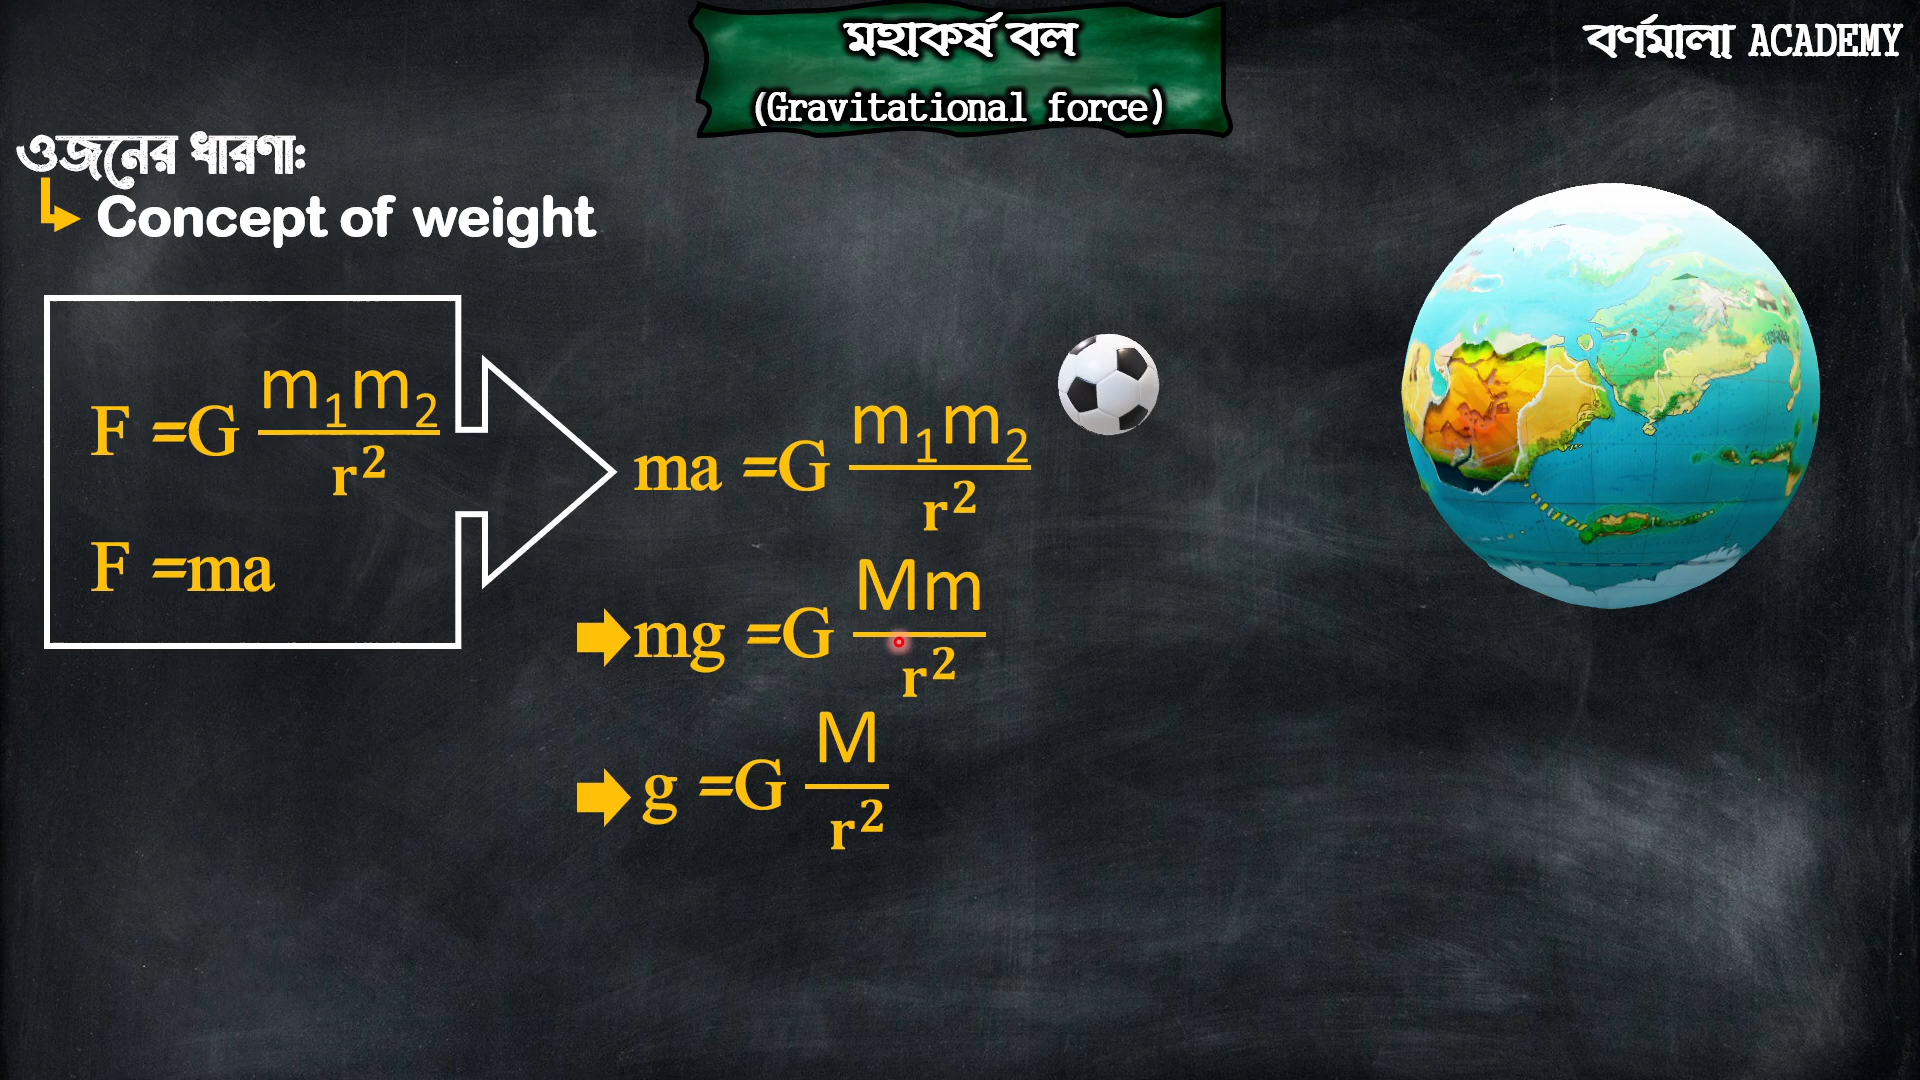 মহাকর্ষ বল
(Gravitational force)
বর্ণমালা ACADEMY
ওজনের ধারণাঃ
Concept of weight
F =G m₁m₂/r²
F =ma
ma =G m₁m₂/r²
mg =G Mm/r²
g =G M/r²